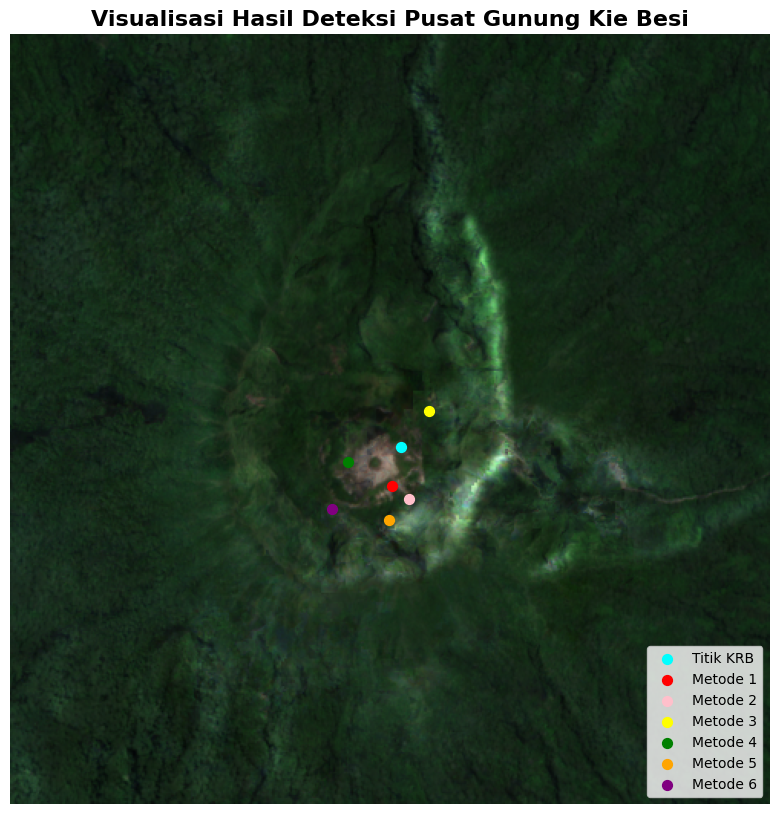 Visualisasi Hasil Deteksi Pusat Gunung Kie Besi
Titik KRB
Metode 1
Metode 2
Metode 3
Metode 4
Metode 5
Metode 6